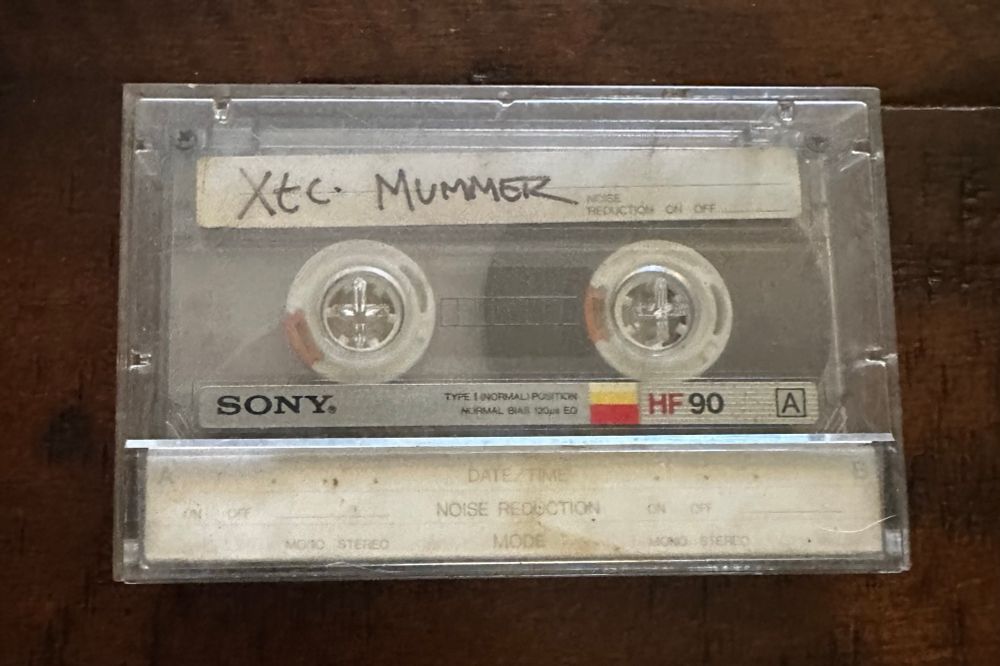 Xtc. MUMMER
NOISE
REDUCTION ON OFF
SONY®
TYPE I (NORMAL) POSITION
NORMAL BIAS 120µs EQ
HF 90
A
A DATE/TIME B
ON OFF NOISE REDUCTION ON OFF
MONO STEREO MODE MONO STEREO